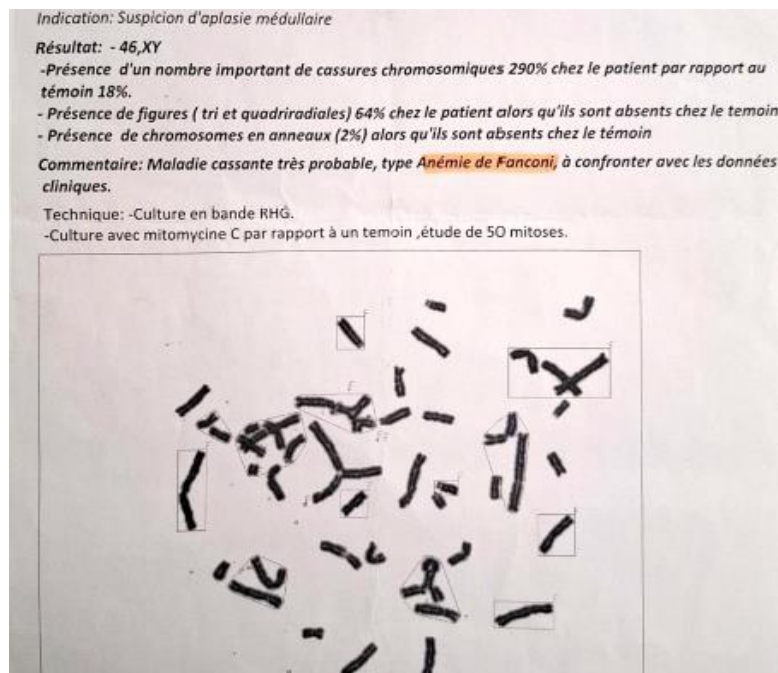 Indication: Suspicion d'aplasie médullaire
Résultat: - 46,XY
-Présence d'un nombre important de cassures chromosomiques 290% chez le patient par rapport au
témoin 18%.
- Présence de figures ( tri et quadriradiales) 64% chez le patient alors qu'ils sont absents chez le temoin
- Présence de chromosomes en anneaux (2%) alors qu'ils sont absents chez le témoin
Commentaire: Maladie cassante très probable, type Anémie de Fanconi, à confronter avec les données
cliniques.
Technique: -Culture en bande RHG.
-Culture avec mitomycine C par rapport à un temoin ,étude de 50 mitoses.